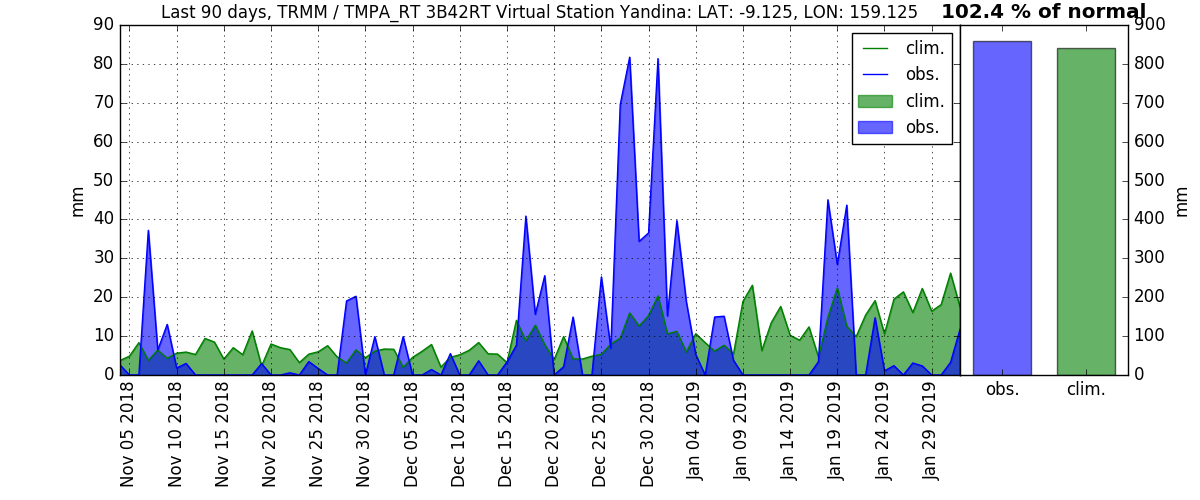 Last 90 days, TRMM / TMPA_RT 3B42RT Virtual Station Yandina: LAT: -9.125, LON: 159.125
102.4 % of normal
90
80
70
60
50
40
30
20
10
0
mm
clim.
obs.
clim.
obs.
900
800
700
600
500
400
300
200
100
0
mm
Nov 05 2018
Nov 10 2018
Nov 15 2018
Nov 20 2018
Nov 25 2018
Nov 30 2018
Dec 05 2018
Dec 10 2018
Dec 15 2018
Dec 20 2018
Dec 25 2018
Dec 30 2018
Jan 04 2019
Jan 09 2019
Jan 14 2019
Jan 19 2019
Jan 24 2019
Jan 29 2019
obs.
clim.